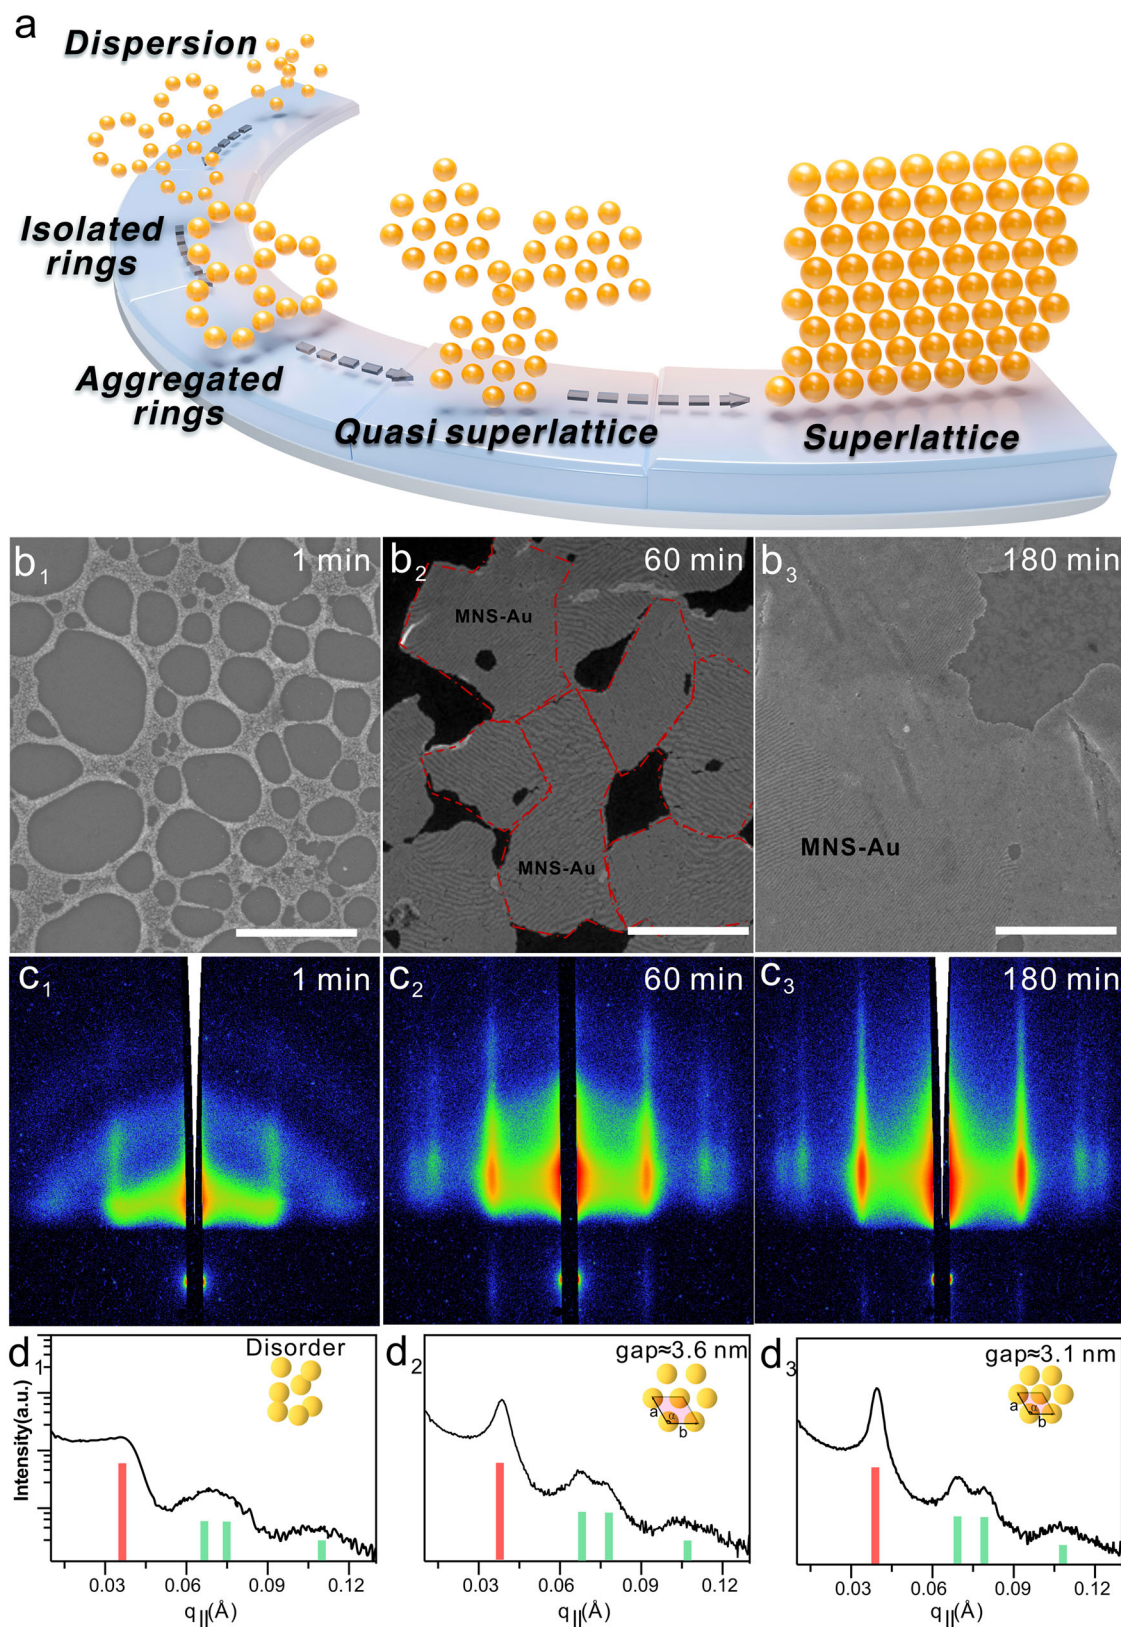 a
Dispersion
Isolated
rings
Aggregated
rings
Quasi superlattice
Superlattice
b1
1 min
b2
60 min
MNS-Au
MNS-Au
b3
180 min
MNS-Au
c1
1 min
c2
60 min
c3
180 min
d1
Disorder
Intensity(a.u.)
0.03
0.06
0.09
0.12
q||(Å)
d2
gap≈3.6 nm
a
α
b
0.03
0.06
0.09
0.12
q||(Å)
d3
gap≈3.1 nm
a
α
b
0.03
0.06
0.09
0.12
q||(Å)